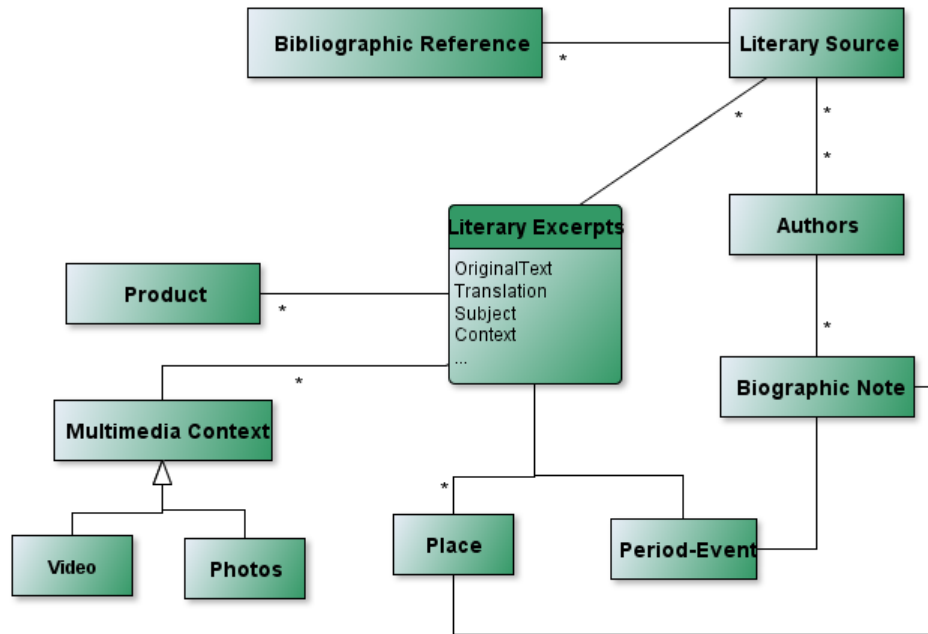 Bibliographic Reference
Literary Source
*
*
*
*
Authors
Literary Excerpts
OriginalText
Translation
Subject
Context
...
Product
*
*
*
Multimedia Context
Biographic Note
*
Place
Period-Event
Video
Photos